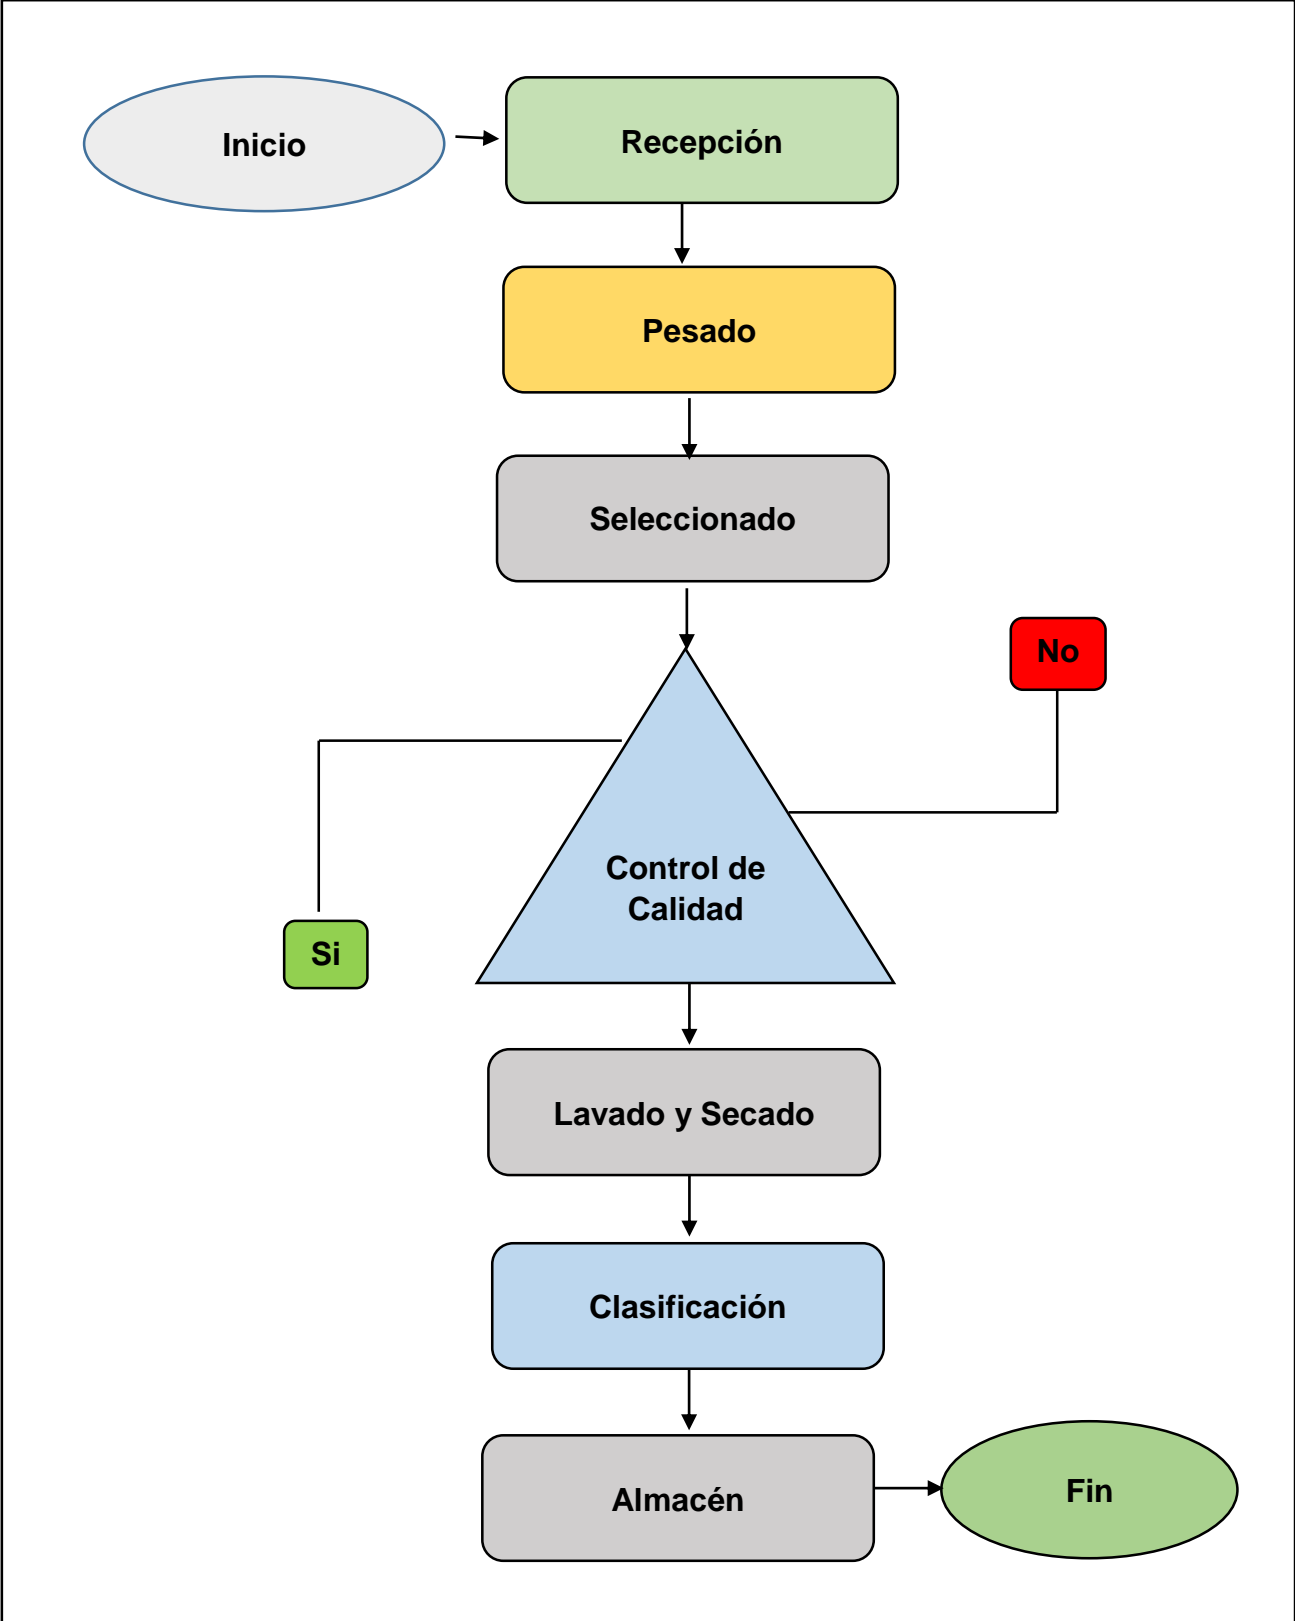 Inicio
Recepción
Pesado
Seleccionado
No
Control de
Calidad
Si
Lavado y Secado
Clasificación
Almacén
Fin